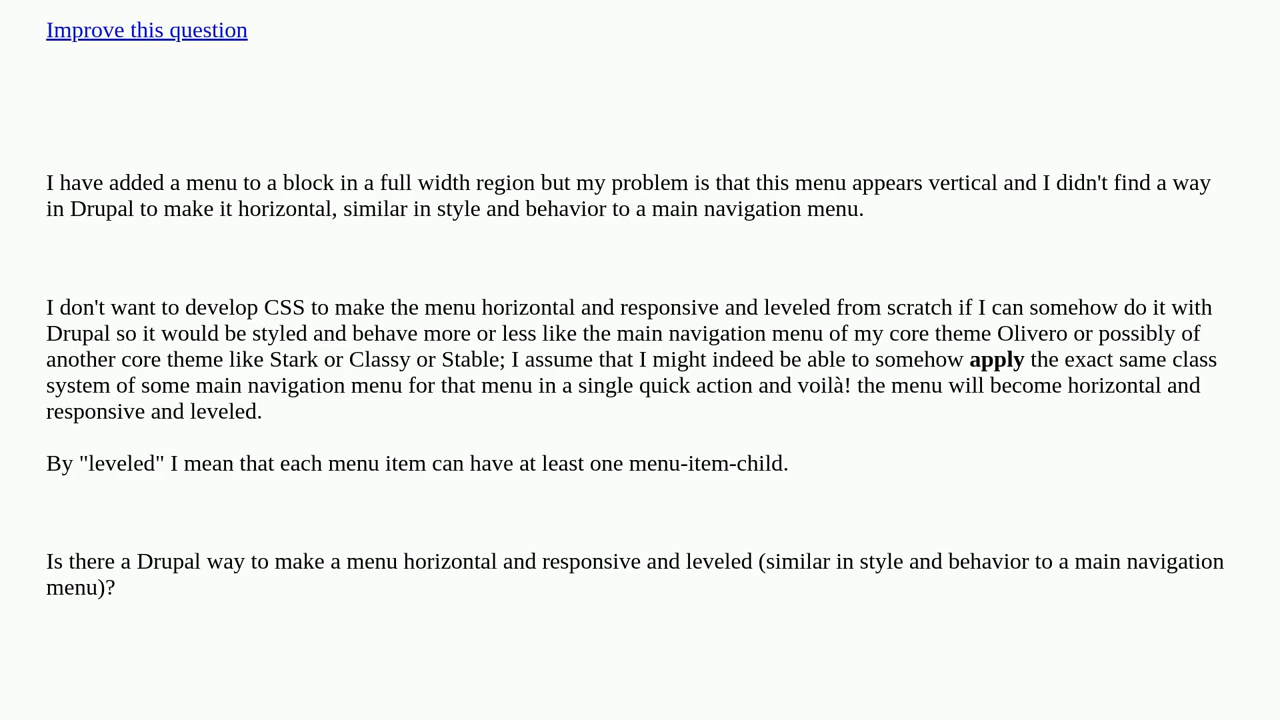 Improve this question
I have added a menu to a block in a full width region but my problem is that this menu appears vertical and I didn't find a way
in Drupal to make it horizontal, similar in style and behavior to a main navigation menu.
I don't want to develop CSS to make the menu horizontal and responsive and leveled from scratch if I can somehow do it with
Drupal so it would be styled and behave more or less like the main navigation menu of my core theme Olivero or possibly of
another core theme like Stark or Classy or Stable; I assume that I might indeed be able to somehow apply the exact same class
system of some main navigation menu for that menu in a single quick action and voilà! the menu will become horizontal and
responsive and leveled.
By "leveled" I mean that each menu item can have at least one menu-item-child.
Is there a Drupal way to make a menu horizontal and responsive and leveled (similar in style and behavior to a main navigation
menu)?